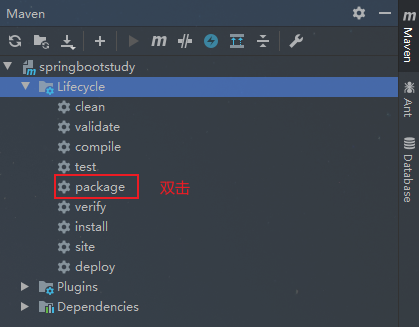 Maven
springbootstudy
Lifecycle
clean
validate
compile
test
package 双击
verify
install
site
deploy
Plugins
Dependencies
Maven
Ant
Database